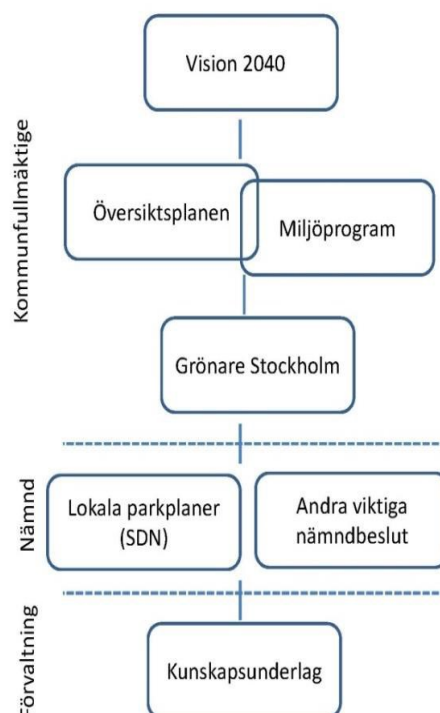 Kommunfullmäktige
Vision 2040
Översiktsplanen
Miljöprogram
Grönare Stockholm
Nämnd
Lokala parkplaner
(SDN)
Andra viktiga
nämndbeslut
Förvaltning
Kunskapsunderlag